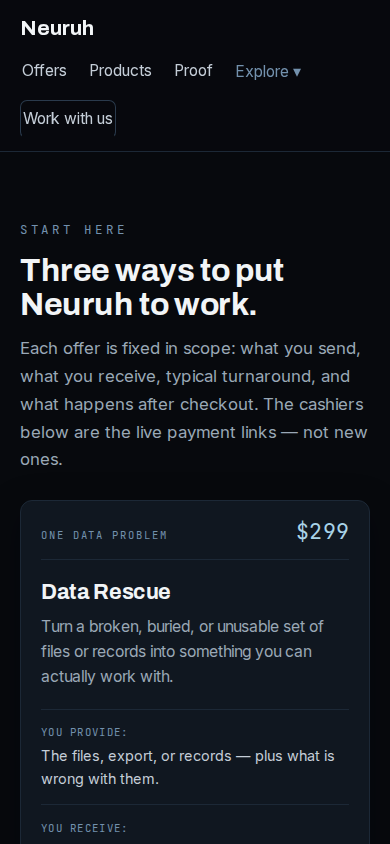 Neuruh
Offers Products Proof Explore ▾
Work with us
START HERE
Three ways to put
Neuruh to work.
Each offer is fixed in scope: what you send,
what you receive, typical turnaround, and
what happens after checkout. The cashiers
below are the live payment links — not new
ones.
ONE DATA PROBLEM $299
Data Rescue
Turn a broken, buried, or unusable set of
files or records into something you can
actually work with.
YOU PROVIDE:
The files, export, or records — plus what is
wrong with them.
YOU RECEIVE: